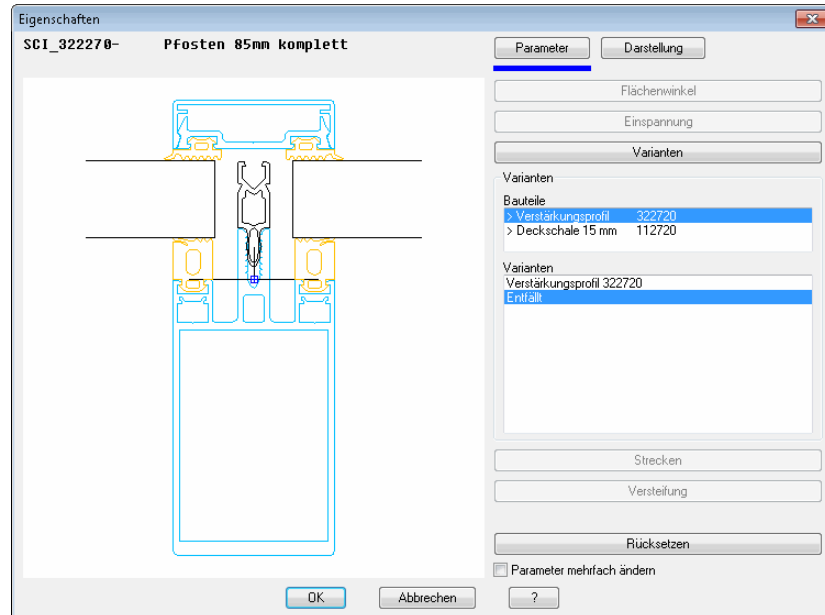 Eigenschaften
SCI_322270- Pfosten 85mm komplett
Parameter Darstellung
Flächenwinkel
Einspannung
Varianten
Varianten
Bauteile
> Verstärkungsprofil 322720
> Deckschale 15 mm 112720
Varianten
Verstärkungsprofil 322720
Entfällt
Strecken
Versteifung
Rücksetzen
Parameter mehrfach ändern
OK Abbrechen ?